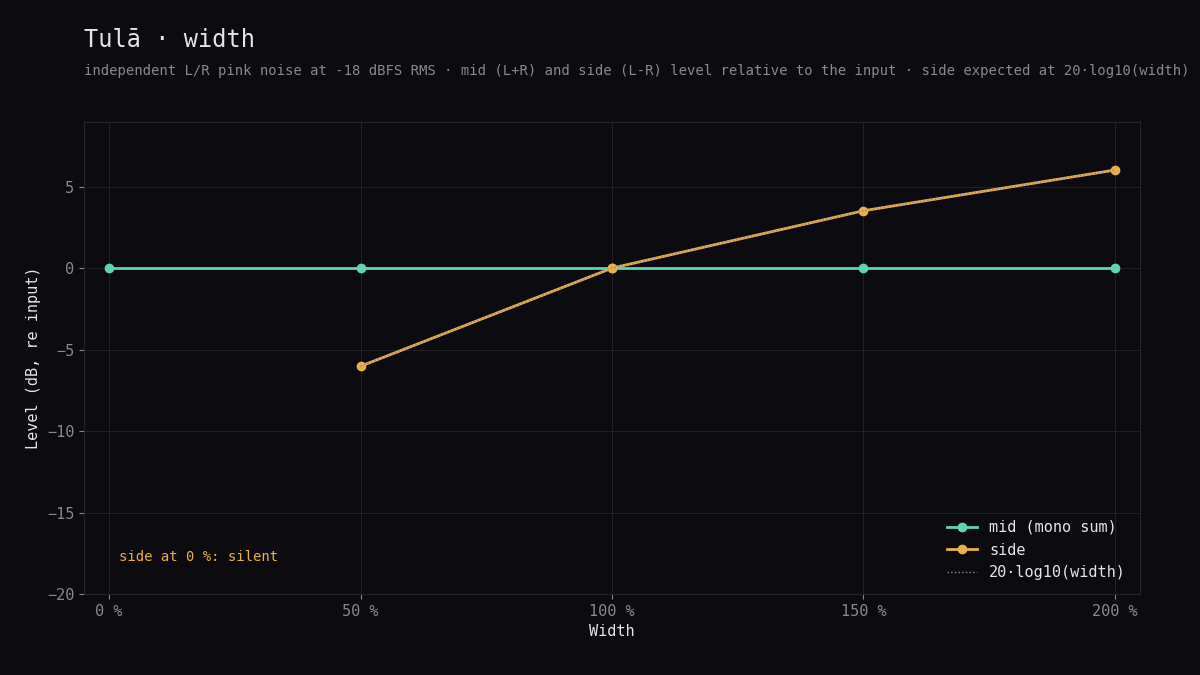 Tulā · width
independent L/R pink noise at -18 dBFS RMS · mid (L+R) and side (L-R) level relative to the input · side expected at 20·log10(width)
Level (dB, re input)
5
0
−5
−10
−15
−20
side at 0 %: silent
mid (mono sum)
side
20·log10(width)
0 %
50 %
100 %
150 %
200 %
Width